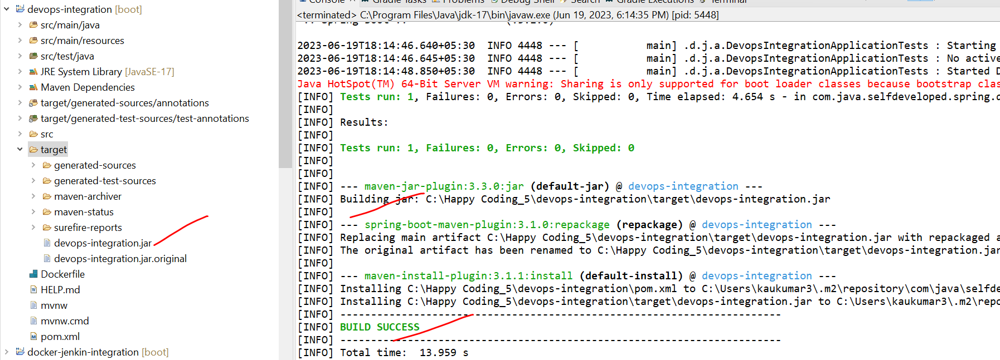 devops-integration [boot]
src/main/java
src/main/resources
src/test/java
JRE System Library [JavaSE-17]
Maven Dependencies
target/generated-sources/annotations
target/generated-test-sources/test-annotations
src
target
generated-sources
generated-test-sources
maven-archiver
maven-status
surefire-reports
devops-integration.jar
devops-integration.jar.original
Dockerfile
HELP.md
mvnw
mvnw.cmd
pom.xml
docker-jenkin-integration [boot]
Console Gradle Tasks Problems Debug Shell Search Gradle Executions Terminal
<terminated> C:\Program Files\Java\jdk-17\bin\javaw.exe (Jun 19, 2023, 6:14:35 PM) [pid: 5448]
:: Spring Boot ::
2023-06-19T18:14:46.640+05:30  INFO 4448 --- [          main] .d.j.a.DevopsIntegrationApplicationTests : Starting
2023-06-19T18:14:46.645+05:30  INFO 4448 --- [          main] .d.j.a.DevopsIntegrationApplicationTests : No active
2023-06-19T18:14:48.850+05:30  INFO 4448 --- [          main] .d.j.a.DevopsIntegrationApplicationTests : Started D
Java HotSpot(TM) 64-Bit Server VM warning: Sharing is only supported for boot loader classes because bootstrap clas
[INFO] Tests run: 1, Failures: 0, Errors: 0, Skipped: 0, Time elapsed: 4.654 s - in com.java.selfdeveloped.spring.d
[INFO]
[INFO] Results:
[INFO]
[INFO] Tests run: 1, Failures: 0, Errors: 0, Skipped: 0
[INFO]
[INFO]
[INFO] --- maven-jar-plugin:3.3.0:jar (default-jar) @ devops-integration ---
[INFO] Building jar: C:\Happy Coding_5\devops-integration\target\devops-integration.jar
[INFO]
[INFO] --- spring-boot-maven-plugin:3.1.0:repackage (repackage) @ devops-integration ---
[INFO] Replacing main artifact C:\Happy Coding_5\devops-integration\target\devops-integration.jar with repackaged a
[INFO] The original artifact has been renamed to C:\Happy Coding_5\devops-integration\target\devops-integration.jar
[INFO]
[INFO] --- maven-install-plugin:3.1.1:install (default-install) @ devops-integration ---
[INFO] Installing C:\Happy Coding_5\devops-integration\pom.xml to C:\Users\kaukumar3\.m2\repository\com\java\selfde
[INFO] Installing C:\Happy Coding_5\devops-integration\target\devops-integration.jar to C:\Users\kaukumar3\.m2\repo
[INFO] ------------------------------------------------------------------------
[INFO] BUILD SUCCESS
[INFO] ------------------------------------------------------------------------
[INFO] Total time:  13.959 s